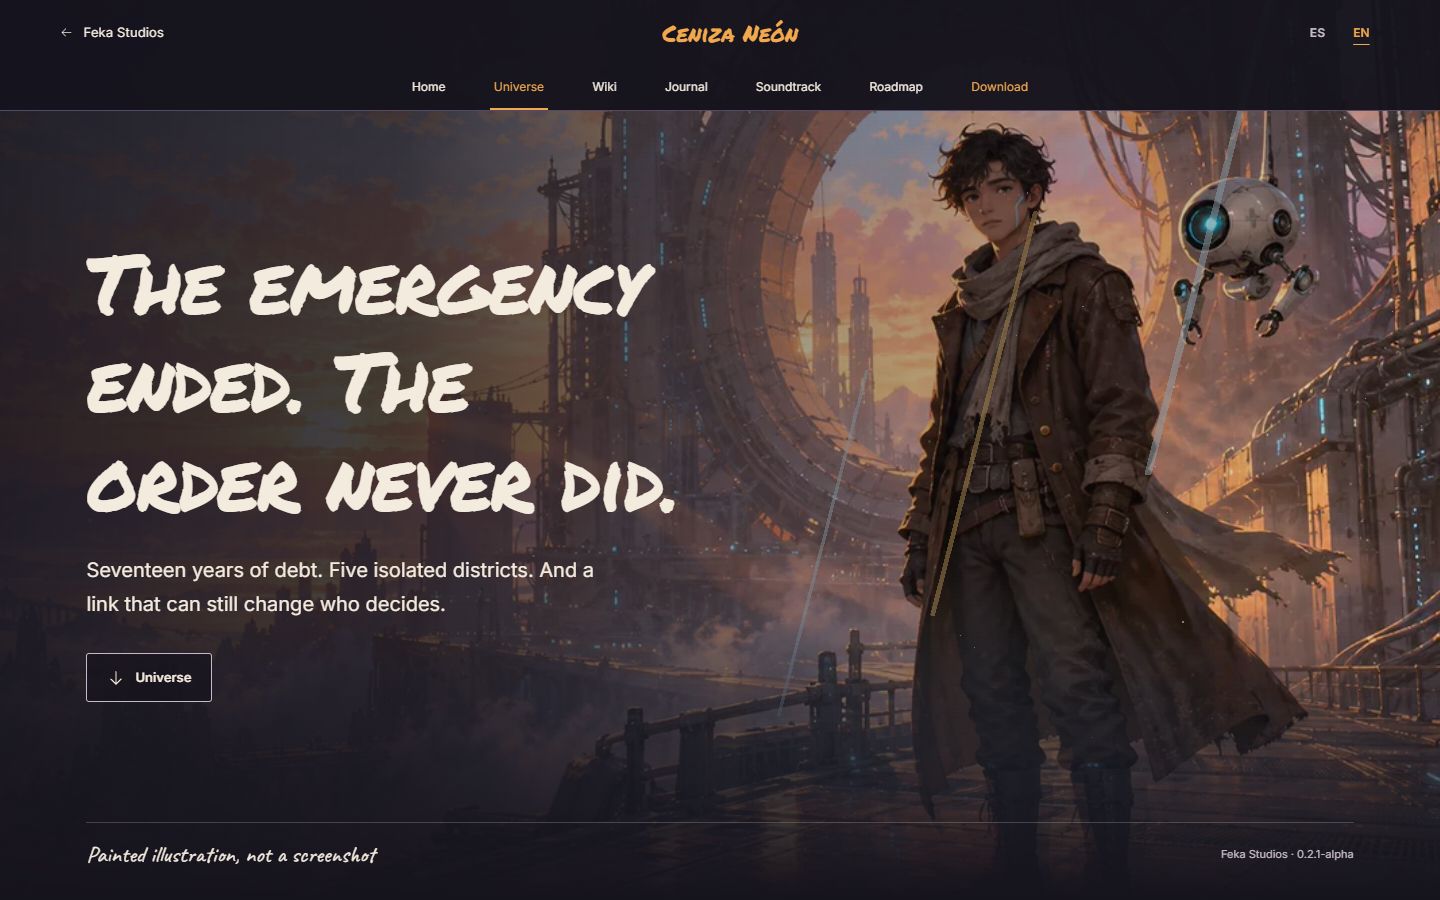 Feka Studios
Ceniza Neón
ES
EN
Home
Universe
Wiki
Journal
Soundtrack
Roadmap
Download
The emergency
ended. The
order never did.
Seventeen years of debt. Five isolated districts. And a
link that can still change who decides.
Universe
Painted illustration, not a screenshot
Feka Studios · 0.2.1-alpha